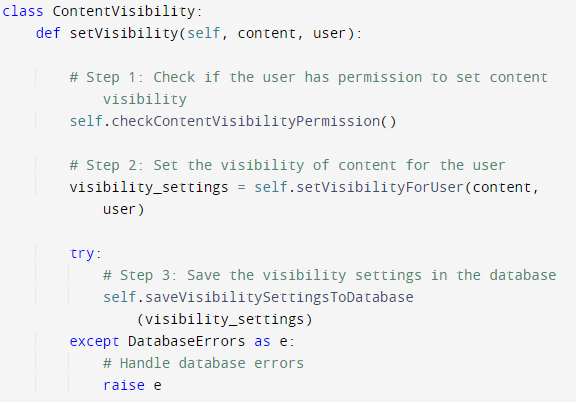 class ContentVisibility:
    def setVisibility(self, content, user):

        # Step 1: Check if the user has permission to set content
            visibility
        self.checkContentVisibilityPermission()

        # Step 2: Set the visibility of content for the user
        visibility_settings = self.setVisibilityForUser(content,
            user)

        try:
            # Step 3: Save the visibility settings in the database
            self.saveVisibilitySettingsToDatabase
                (visibility_settings)
        except DatabaseErrors as e:
            # Handle database errors
            raise e